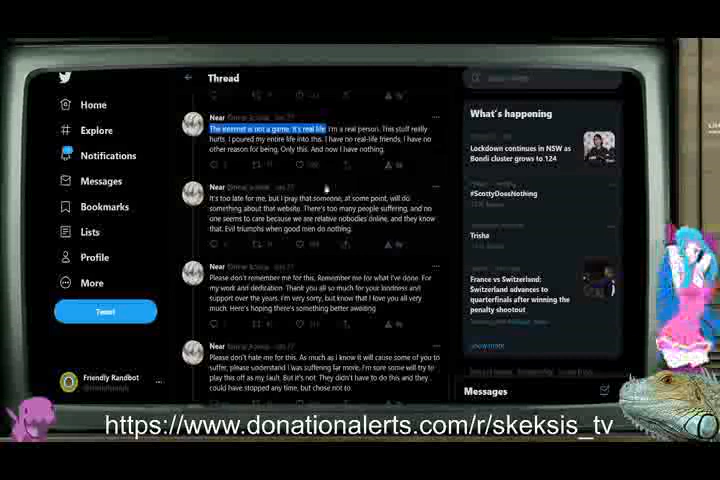 Thread
Home
Explore
Notifications
Messages
Bookmarks
Lists
Profile
More
Tweet
Friendly Randbot
Near
The internet is not a game. It's real life. I'm a real person. This stuff really
hurts. I poured my entire life into this. I have no real-life friends; I have no
other reason for being. Only this. And now I have nothing.
Near
It's too late for me, but I pray that someone, at some point, will do
something about that website. There's too many people suffering, and no
one seems to care because we are relative nobodies online, and they know
that. Evil triumphs when good men do nothing.
Near
Please don't remember me for this. Remember me for what I've done. For
my work and dedication. Thank you all so much for your kindness and
support over the years. I'm very sorry, but know that I love you all very
much. Here's hoping there's something better awaiting
Near
Please don't hate me for this. As much as I know it will cause some of you to
suffer, please understand I was suffering far more. I'm sure some will try to
play this off as my fault. But it's not. They didn't have to do this and they
could have stopped any time, but chose not to.
What's happening
Lockdown continues in NSW as
Bondi cluster grows to 124
#ScottyDoesNothing
Trisha
France vs Switzerland:
Switzerland advances to
quarterfinals after winning the
penalty shootout
Show more
Messages
https://www.donationalerts.com/r/skeksis_tv